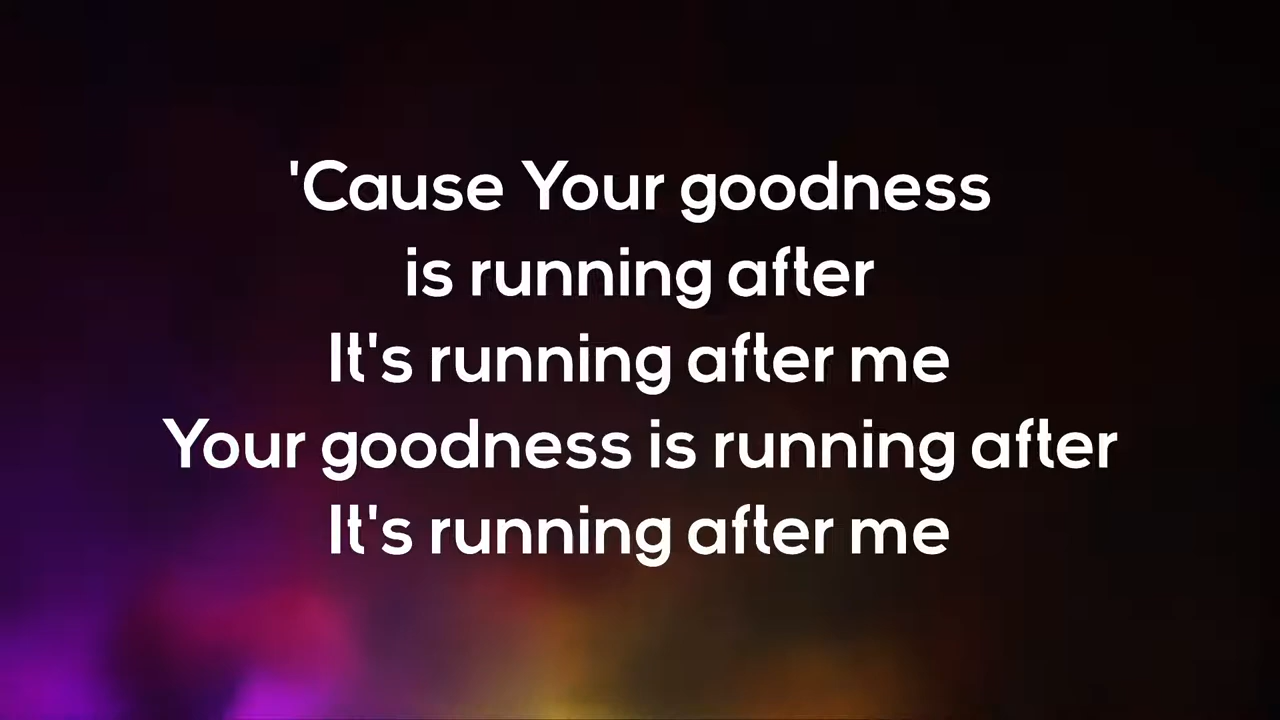 'Cause Your goodness
is running after
It's running after me
Your goodness is running after
It's running after me